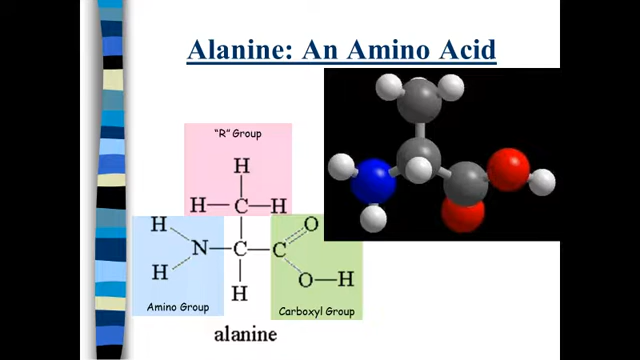 Alanine: An Amino Acid
"R" Group
H
H C H
H O
N C C
H O H
H
Amino Group
Carboxyl Group
alanine